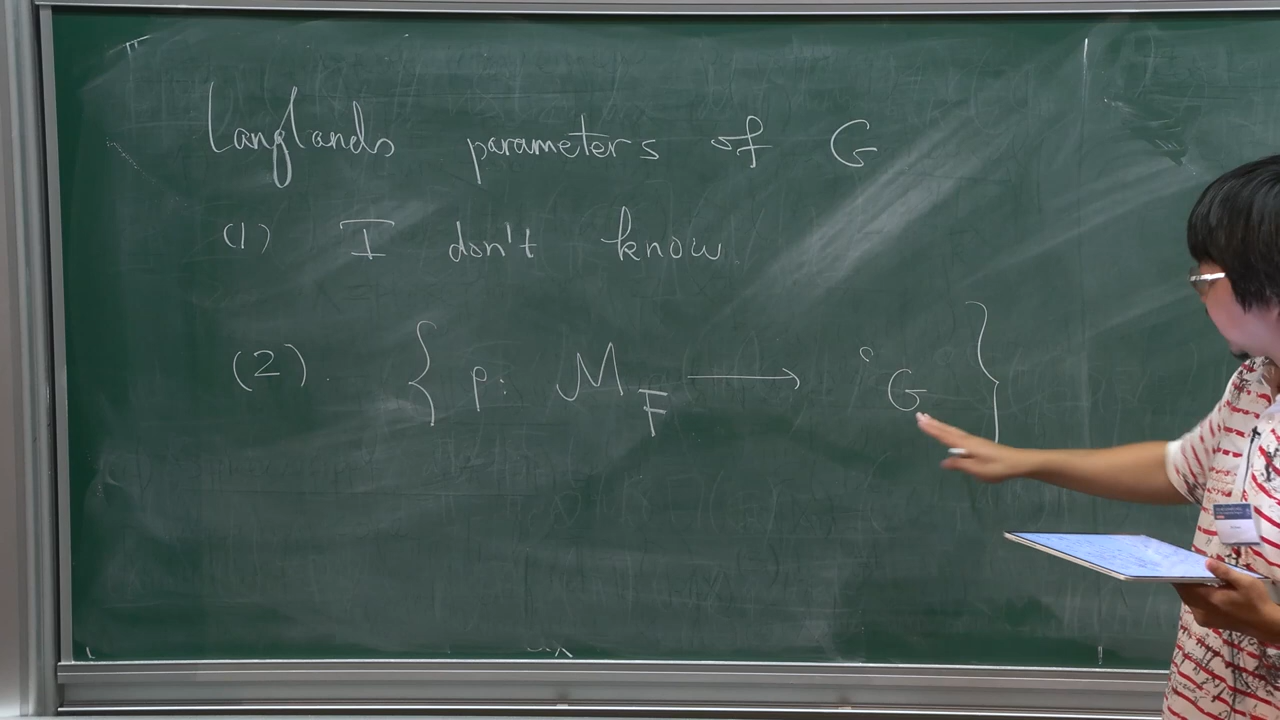 Langlands parameters of G
(1) I don't know
(2). { p: M_F ⟶ °G }